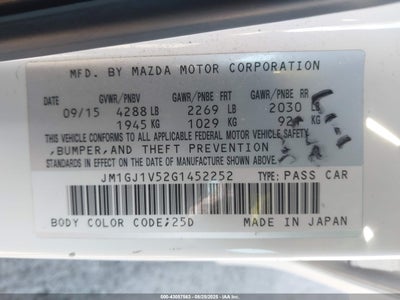 MFD. BY MAZDA MOTOR CORPORATION
DATE GVWR/PNBV GAWR/PNBE FRT GAWR/PNBE RR
09/15 4288 LB 2269 LB 2030 LB
1945 KG 1029 KG KG
THIS VEHICLE CONFORMS TO ALL APPLICABLE FEDERAL MOTOR VEHICLE SAFETY,
BUMPER, AND THEFT PREVENTION
STANDARDS IN EFFECT ON THE DATE OF MANUFACTURE SHOWN ABOVE.
JM1GJ1V52G1452252 TYPE: PASS CAR
BODY COLOR CODE;25D MADE IN JAPAN